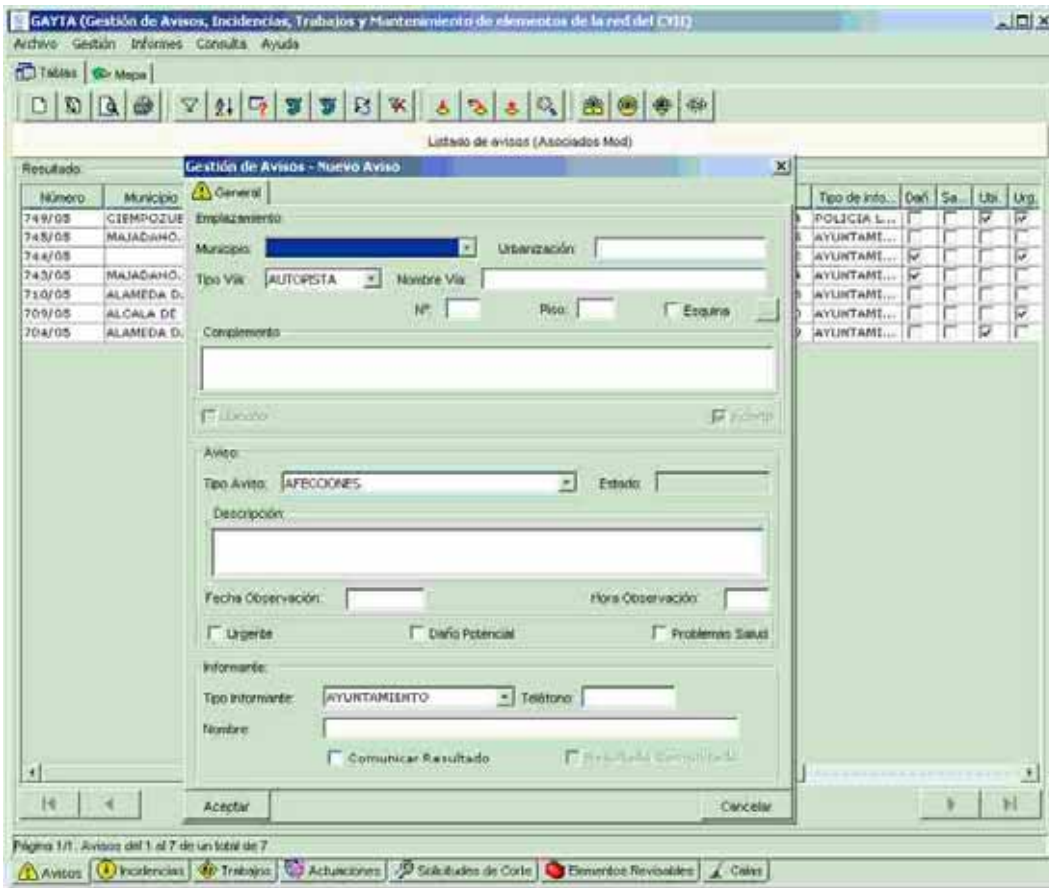 GAYTA (Gestión de Avisos, Incidencias, Trabajos y Mantenimiento de elementos de la red del CYII)
Archivo Gestión Informes Consulta Ayuda
Tablas Mapa
Listado de avisos (Asociados Mod)
Resultado:
Número Municipio Tipo de info... Dañ... Sa... Ubi... Urg.
749/05 CIEMPOZUE POLICIA L...
748/05 MAJADAHO. AYUNTAMI...
744/05 AYUNTAMI...
743/05 MAJADAHO. AYUNTAMI...
710/05 ALAMEDA D. AYUNTAMI...
709/05 ALCALA DE AYUNTAMI...
704/05 ALAMEDA D. AYUNTAMI...
Gestión de Avisos - Nuevo Aviso
General
Emplazamiento:
Municipio: Urbanización:
Tipo Vía: AUTOPISTA Nombre Vía:
Nº: Piso: Esquina ...
Complemento:
Aviso:
Tipo Aviso: AFECCIONES Estado:
Descripción:
Fecha Observación: Hora Observación:
Urgente Daño Potencial Problemas Salud
Informante:
Tipo Informante: AYUNTAMIENTO Teléfono:
Nombre:
Comunicar Resultado Resultado Comunicado
Aceptar Cancelar
Página 1/1. Avisos del 1 al 7 de un total de 7
Avisos Incidencias Trabajos Actuaciones Solicitudes de Corte Elementos Revisables Calas